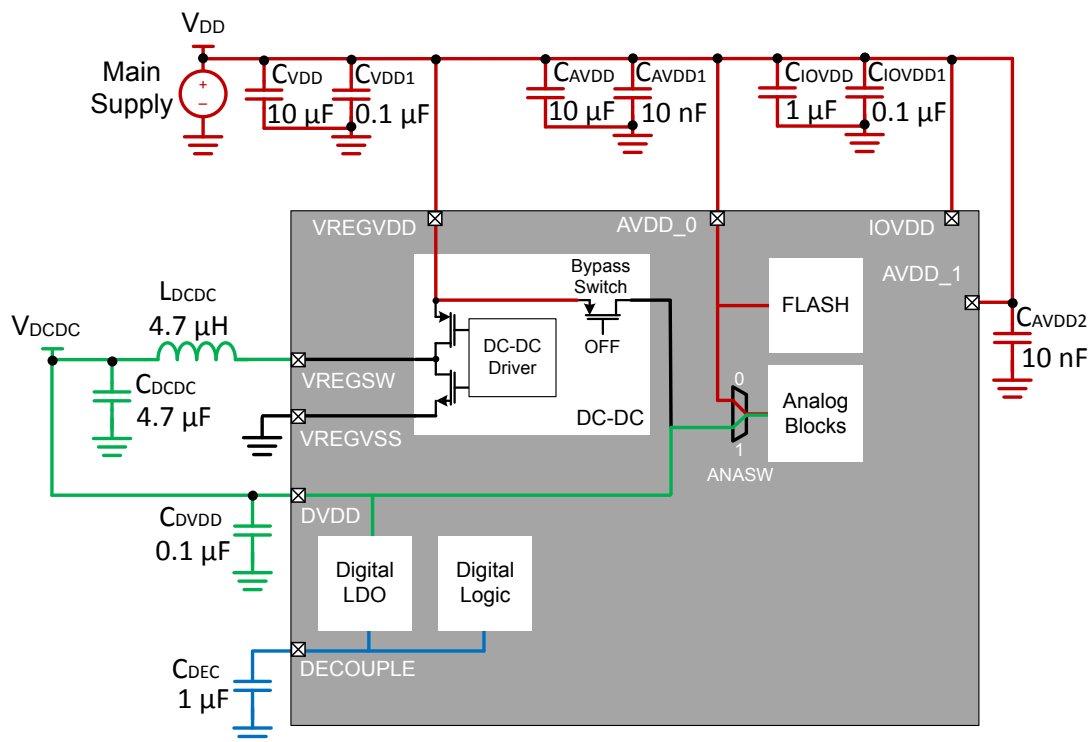 VDD
Main
Supply
+
−
CVDD
10 µF
CVDD1
0.1 µF
CAVDD
10 µF
CAVDD1
10 nF
CIOVDD
1 µF
CIOVDD1
0.1 µF
VREGVDD
AVDD_0
IOVDD
AVDD_1
Bypass
Switch
OFF
FLASH
LDCDC
4.7 µH
VDCDC
CDCDC
4.7 µF
VREGSW
VREGVSS
DC-DC
Driver
DC-DC
0
1
ANASW
Analog
Blocks
CAVDD2
10 nF
DVDD
CDVDD
0.1 µF
Digital
LDO
Digital
Logic
DECOUPLE
CDEC
1 µF